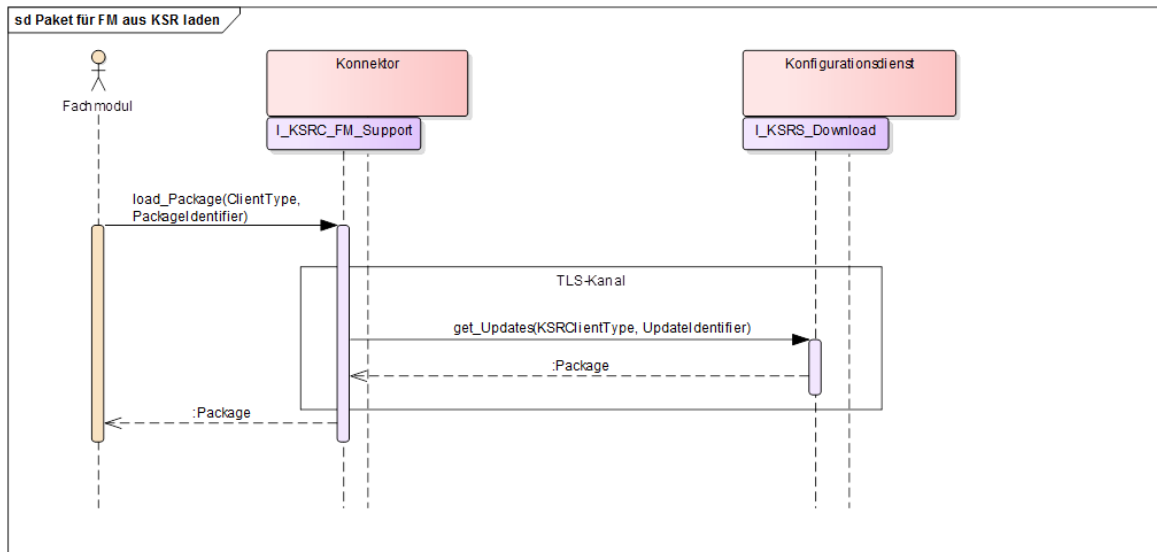 sd Paket für FM aus KSR laden
Fachmodul
Konnektor
I_KSRC_FM_Support
Konfigurationsdienst
I_KSRS_Download
load_Package(ClientType,
PackageIdentifier)
TLS-Kanal
get_Updates(KSRClientType, UpdateIdentifier)
:Package
:Package